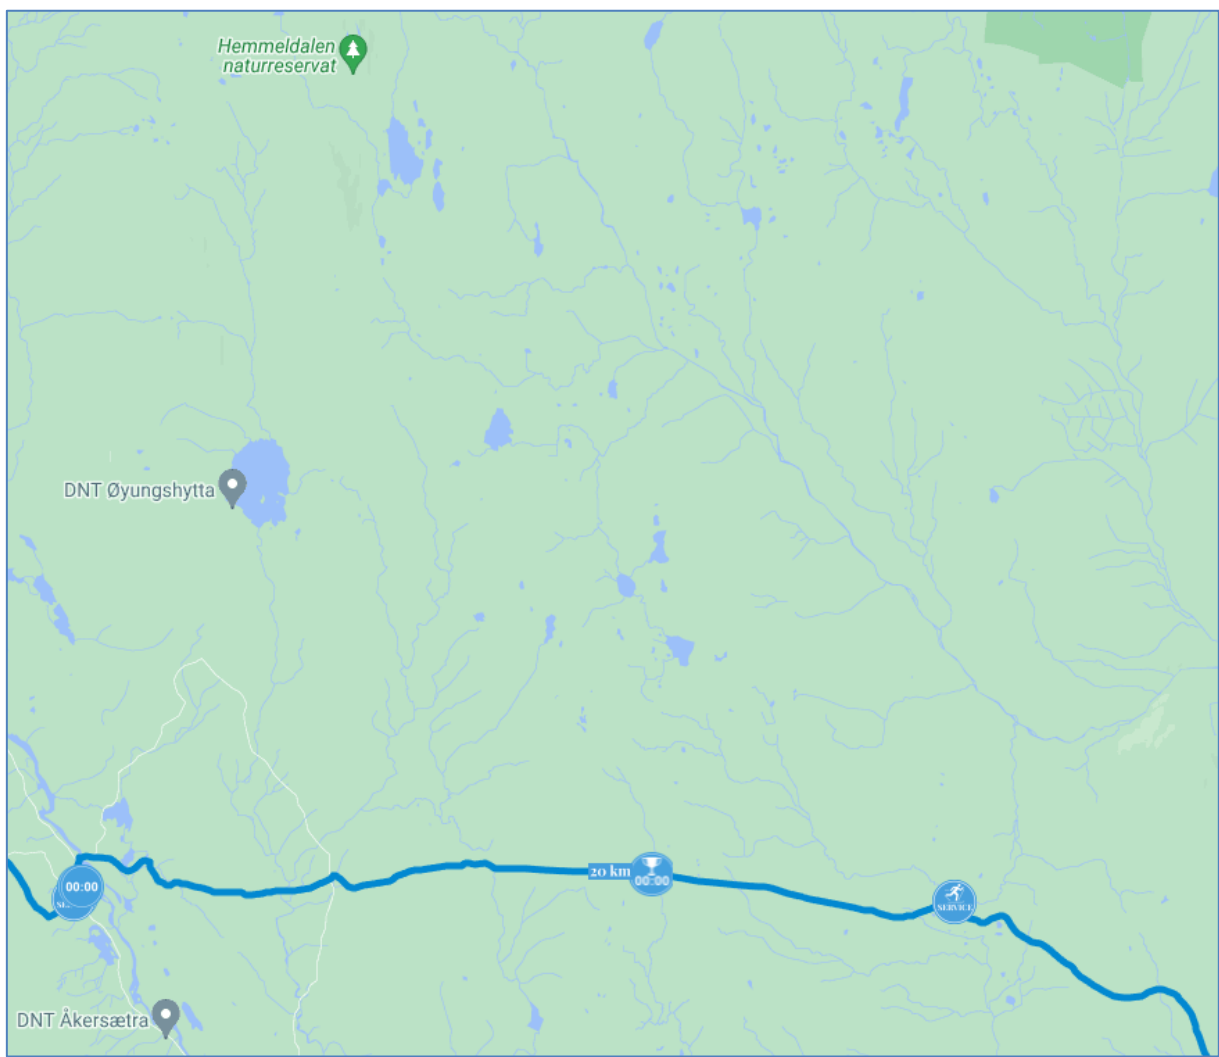 Hemmeldalen
naturreservat
DNT Øyungshytta
20 km
00:00
00:00
SERVICE
DNT Åkersætra